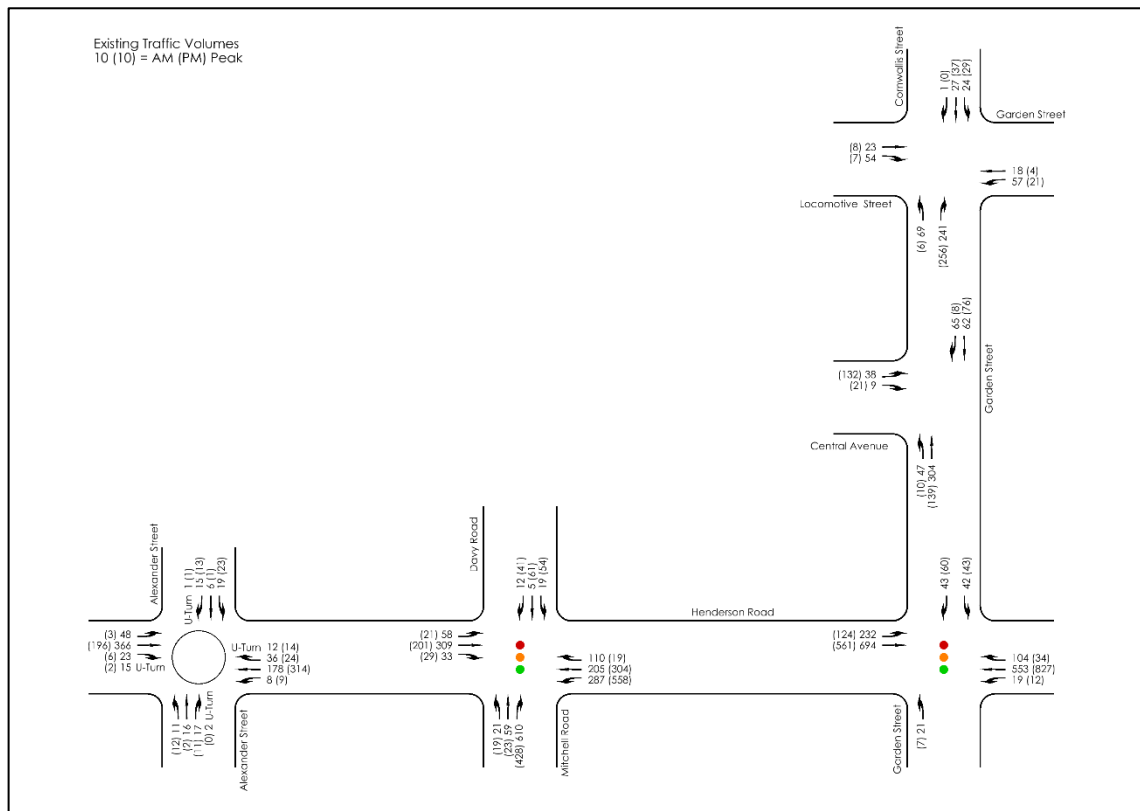 Existing Traffic Volumes
10 (10) = AM (PM) Peak
Cornwallis Street
1 (0)
27 (37)
24 (29)
Garden Street
(8) 23
(7) 54
18 (4)
57 (21)
Locomotive Street
(6) 69
(256) 241
65 (8)
62 (76)
Garden Street
(132) 38
(21) 9
Central Avenue
(10) 47
(139) 304
Alexander Street
U-Turn 1 (1)
15 (13)
6 (1)
19 (23)
(3) 48
(196) 366
(6) 23
(2) 15 U-Turn
U-Turn 12 (14)
36 (24)
178 (314)
8 (9)
(12) 11
(2) 16
(11) 17
(0) 2 U-Turn
Alexander Street
Davy Road
12 (41)
5 (61)
19 (54)
Henderson Road
(21) 58
(201) 309
(29) 33
110 (19)
205 (304)
287 (558)
(19) 21
(23) 59
(428) 610
Mitchell Road
43 (60)
42 (43)
(124) 232
(561) 694
104 (34)
553 (827)
19 (12)
Garden Street
(7) 21